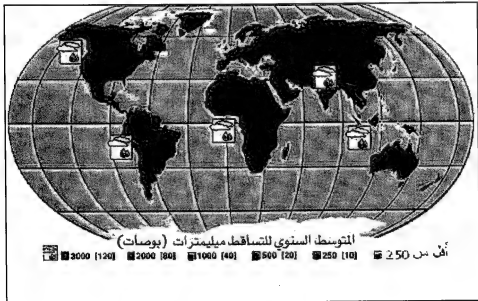 المتوسط السنوي للتساقط ميليمترات (بوصات)
3000 [120] 2000 [80] 1000 [40] 500 [20] 250 [10] أقل من 250